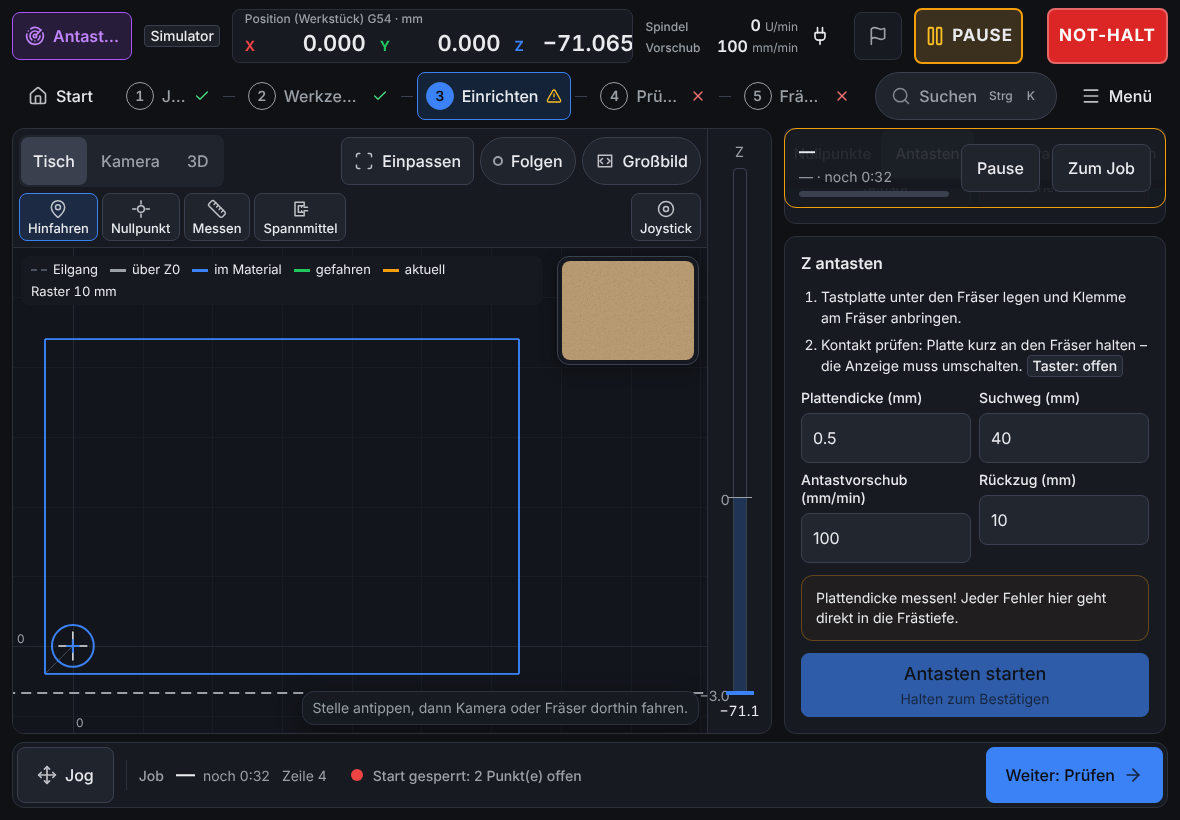 Antast...
Simulator
Position (Werkstück) G54 · mm
X 0.000 Y 0.000 Z −71.065
Spindel 0 U/min
Vorschub 100 mm/min
PAUSE
NOT-HALT
Start
1 J... 
2 Werkze...
3 Einrichten
4 Prü...
5 Frä...
Suchen Strg K
Menü
Tisch Kamera 3D
Einpassen Folgen Großbild
Hinfahren Nullpunkt Messen Spannmittel Joystick
Eilgang über Z0 im Material gefahren aktuell
Raster 10 mm
0
0
Stelle antippen, dann Kamera oder Fräser dorthin fahren.
Z
0
−3.0
−71.1
Nullpunkte Antasten
— · noch 0:32
Pause Zum Job
Z antasten
1. Tastplatte unter den Fräser legen und Klemme
am Fräser anbringen.
2. Kontakt prüfen: Platte kurz an den Fräser halten –
die Anzeige muss umschalten. Taster: offen
Plattendicke (mm) Suchweg (mm)
0.5 40
Antastvorschub
(mm/min)
Rückzug (mm)
100
10
Plattendicke messen! Jeder Fehler hier geht
direkt in die Frästiefe.
Antasten starten
Halten zum Bestätigen
Jog
Job — noch 0:32 Zeile 4
Start gesperrt: 2 Punkt(e) offen
Weiter: Prüfen